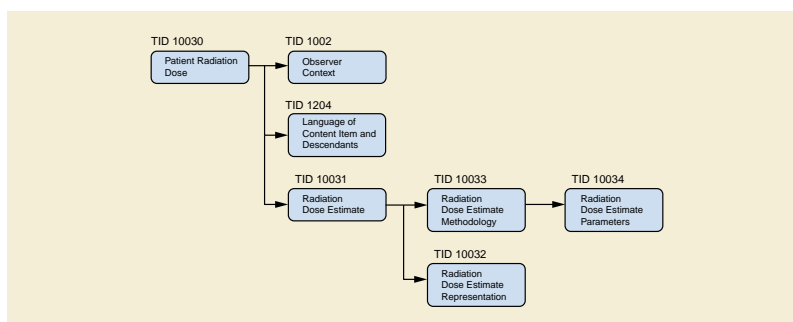 TID 10030
Patient Radiation
Dose
TID 1002
Observer
Context
TID 1204
Language of
Content Item and
Descendants
TID 10031
Radiation
Dose Estimate
TID 10033
Radiation
Dose Estimate
Methodology
TID 10034
Radiation
Dose Estimate
Parameters
TID 10032
Radiation
Dose Estimate
Representation